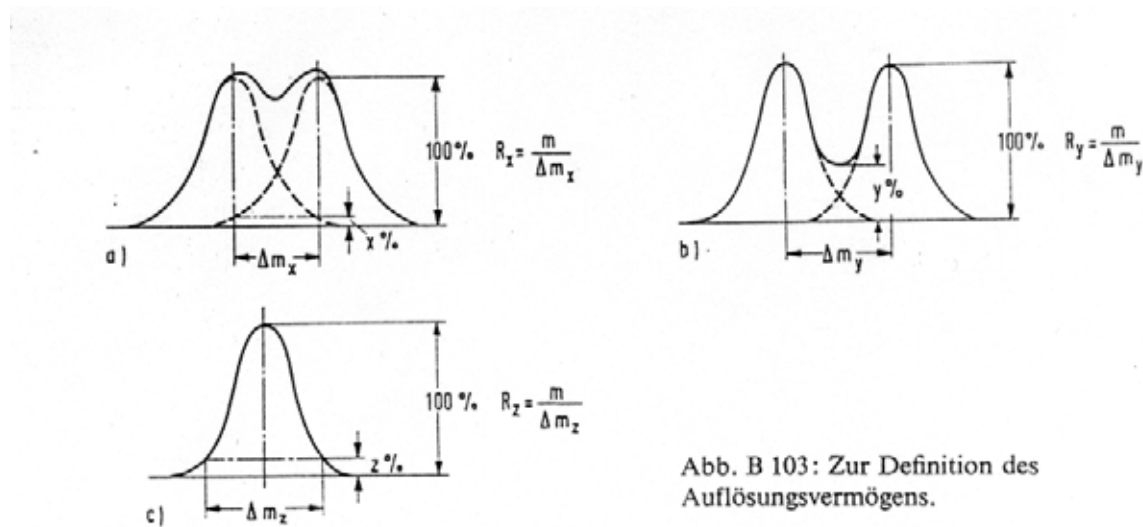 100% R_x = m / Δm_x
x%
a)
Δm_x
100% R_y = m / Δm_y
y%
b)
Δm_y
100% R_z = m / Δm_z
z%
c)
Δm_z
Abb. B 103: Zur Definition des
Auflösungsvermögens.